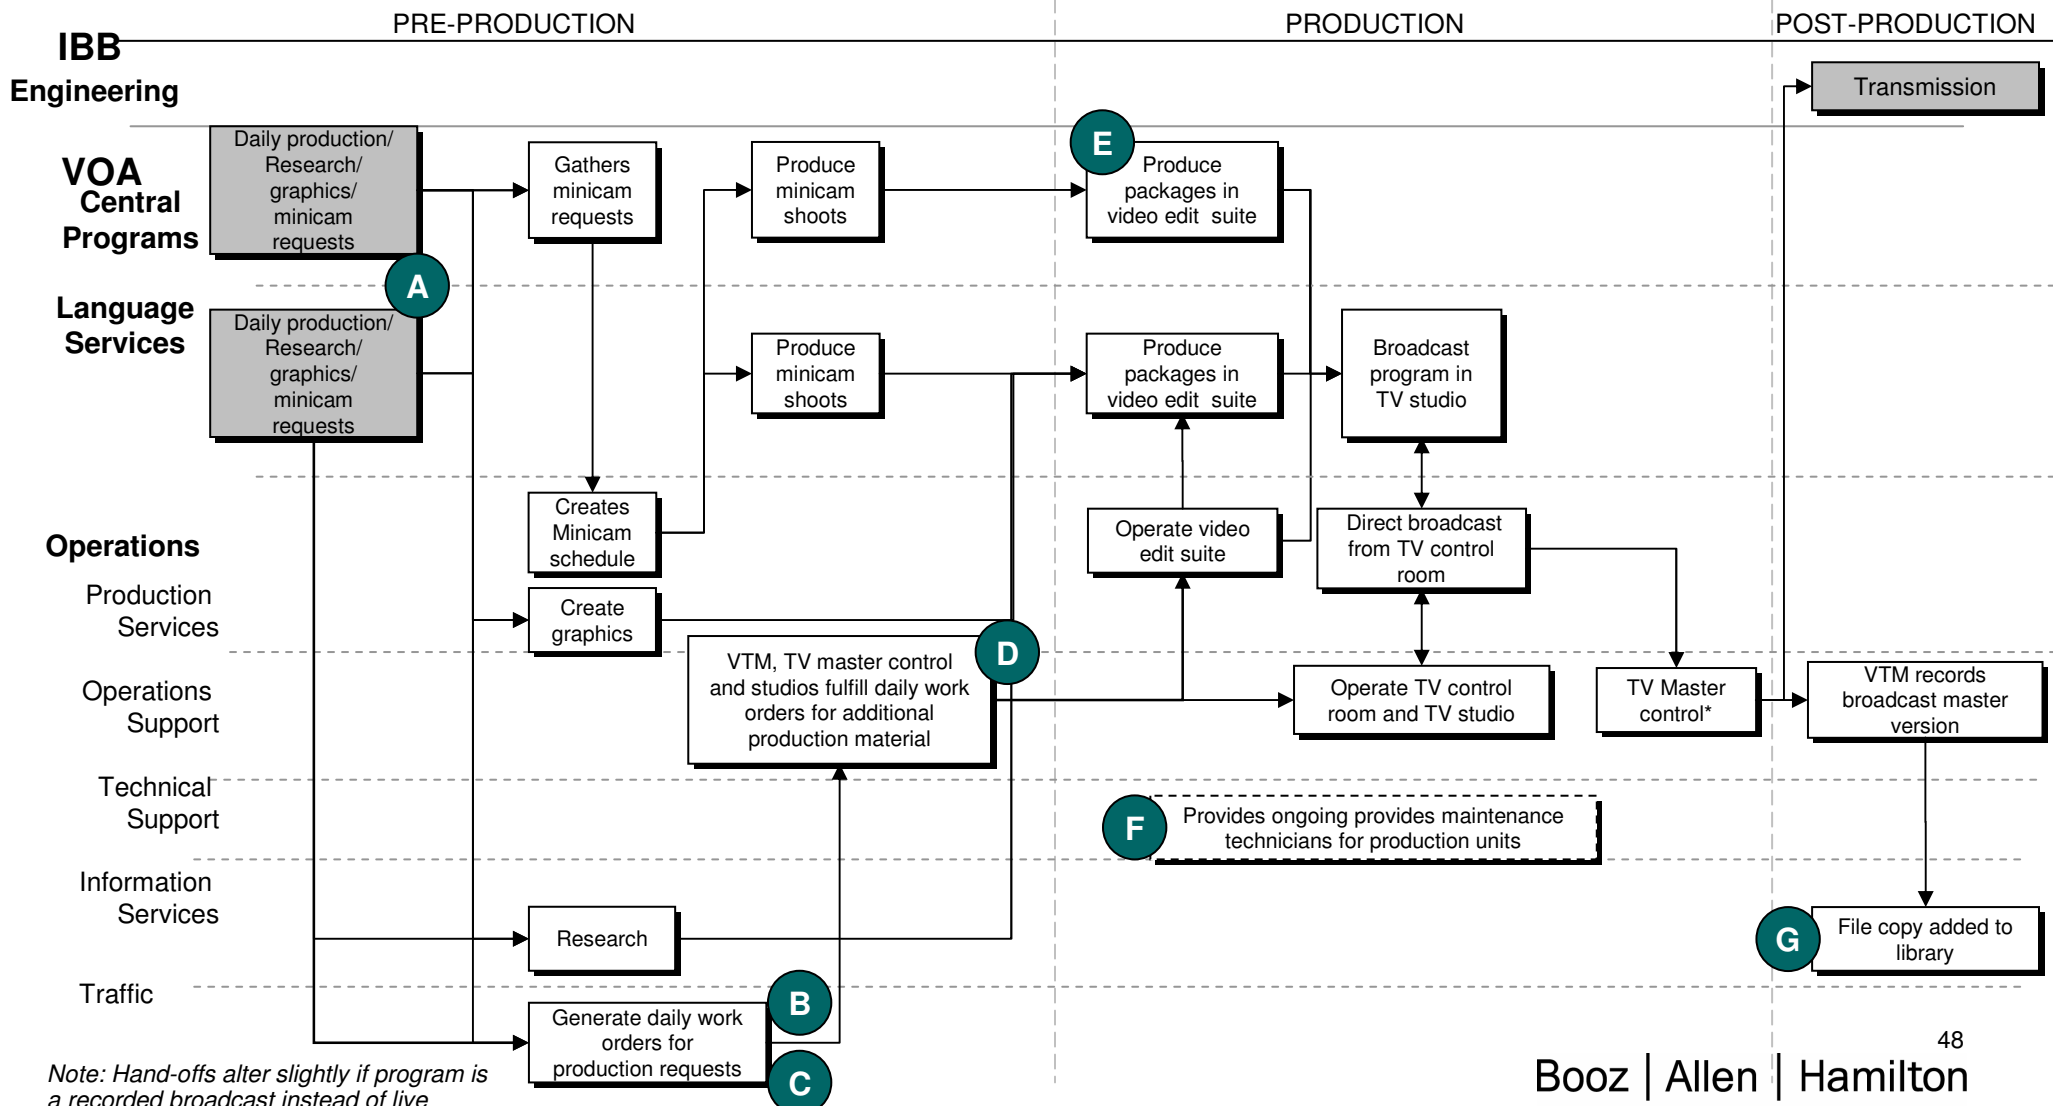 PRE-PRODUCTION
PRODUCTION
POST-PRODUCTION
IBB
Engineering
Transmission
VOA
Central
Programs
Daily production/
Research/
graphics/
minicam
requests
Gathers
minicam
requests
Produce
minicam
shoots
E
Produce
packages in
video edit suite
A
Language
Services
Daily production/
Research/
graphics/
minicam
requests
Produce
minicam
shoots
Produce
packages in
video edit suite
Broadcast
program in
TV studio
Operations
Creates
Minicam
schedule
Operate video
edit suite
Direct broadcast
from TV control
room
Production
Services
Create
graphics
D
Operations
Support
VTM, TV master control
and studios fulfill daily work
orders for additional
production material
Operate TV control
room and TV studio
TV Master
control*
VTM records
broadcast master
version
Technical
Support
F
Provides ongoing provides maintenance
technicians for production units
Information
Services
Research
G
File copy added to
library
Traffic
B
Generate daily work
orders for
production requests
C
Note: Hand-offs alter slightly if program is
a recorded broadcast instead of live
48
Booz | Allen | Hamilton